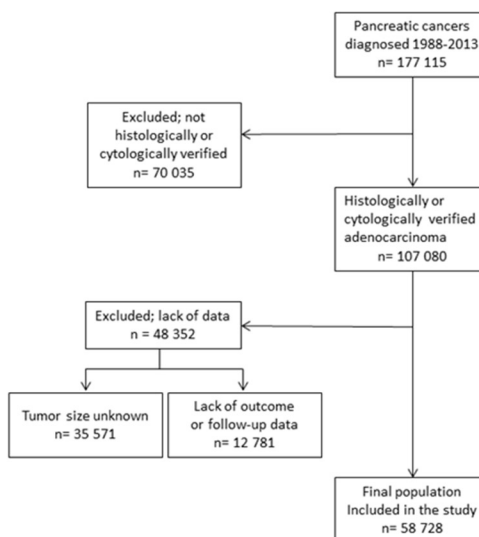 Pancreatic cancers
diagnosed 1988-2013
n= 177 115
Excluded; not
histologically or
cytologically verified
n= 70 035
Histologically or
cytologically verified
adenocarcinoma
n= 107 080
Excluded; lack of data
n = 48 352
Tumor size unknown
n= 35 571
Lack of outcome
or follow-up data
n= 12 781
Final population
Included in the study
n= 58 728